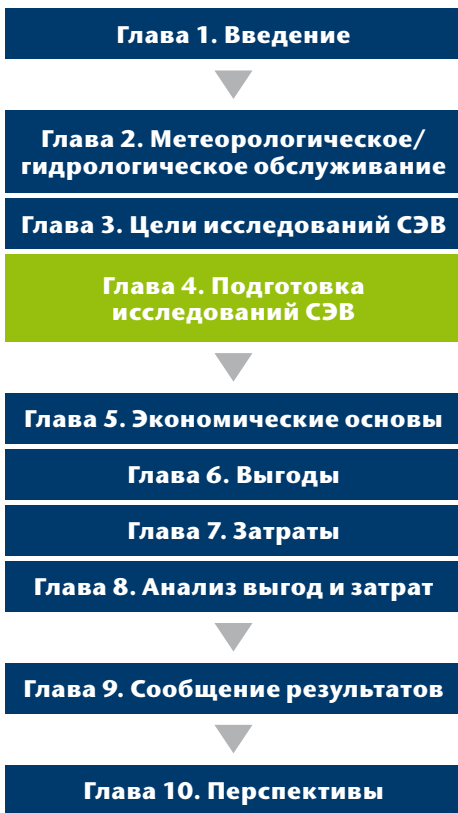 Глава 1. Введение
Глава 2. Метеорологическое/
гидрологическое обслуживание
Глава 3. Цели исследований СЭВ
Глава 4. Подготовка
исследований СЭВ
Глава 5. Экономические основы
Глава 6. Выгоды
Глава 7. Затраты
Глава 8. Анализ выгод и затрат
Глава 9. Сообщение результатов
Глава 10. Перспективы